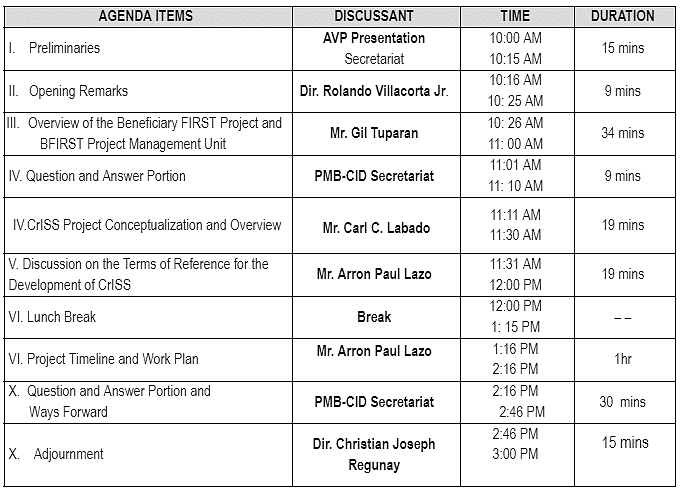 AGENDA ITEMS DISCUSSANT TIME DURATION
I. Preliminaries AVP Presentation Secretariat 10:00 AM 10:15 AM 15 mins
II. Opening Remarks Dir. Rolando Villacorta Jr. 10:16 AM 10: 25 AM 9 mins
III. Overview of the Beneficiary FIRST Project and BFIRST Project Management Unit Mr. Gil Tuparan 10: 26 AM 11: 00 AM 34 mins
IV. Question and Answer Portion PMB-CID Secretariat 11:01 AM 11: 10 AM 9 mins
IV.CrISS Project Conceptualization and Overview Mr. Carl C. Labado 11:11 AM 11:30 AM 19 mins
V. Discussion on the Terms of Reference for the Development of CrISS Mr. Arron Paul Lazo 11:31 AM 12:00 PM 19 mins
VI. Lunch Break Break 12:00 PM 1: 15 PM – –
VI. Project Timeline and Work Plan Mr. Arron Paul Lazo 1:16 PM 2:16 PM 1hr
X. Question and Answer Portion and Ways Forward PMB-CID Secretariat 2:16 PM 2:46 PM 30 mins
X. Adjournment Dir. Christian Joseph Regunay 2:46 PM 3:00 PM 15 mins